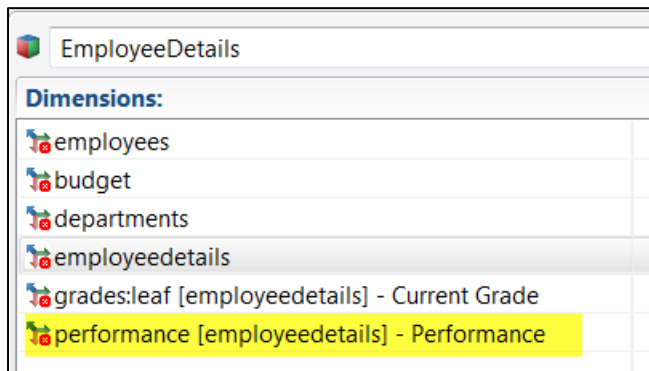 EmployeeDetails
Dimensions:
employees
budget
departments
employeedetails
grades:leaf [employeedetails] - Current Grade
performance [employeedetails] - Performance